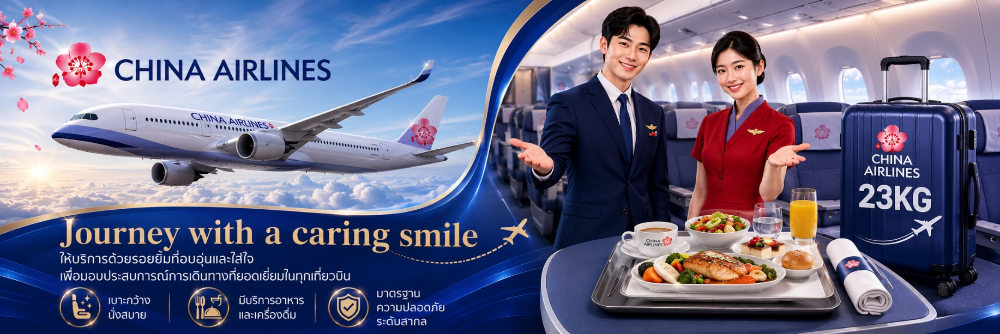 CHINA AIRLINES
CHINA AIRLINES
Journey with a caring smile
ให้บริการด้วยรอยยิ้มที่อบอุ่นและใส่ใจ
เพื่อมอบประสบการณ์การเดินทางที่ยอดเยี่ยมในทุกเที่ยวบิน
เบาะกว้าง
นั่งสบาย
มีบริการอาหาร
และเครื่องดื่ม
มาตรฐาน
ความปลอดภัย
ระดับสากล
CHINA
AIRLINES
23KG
CHINA
AIRLINES